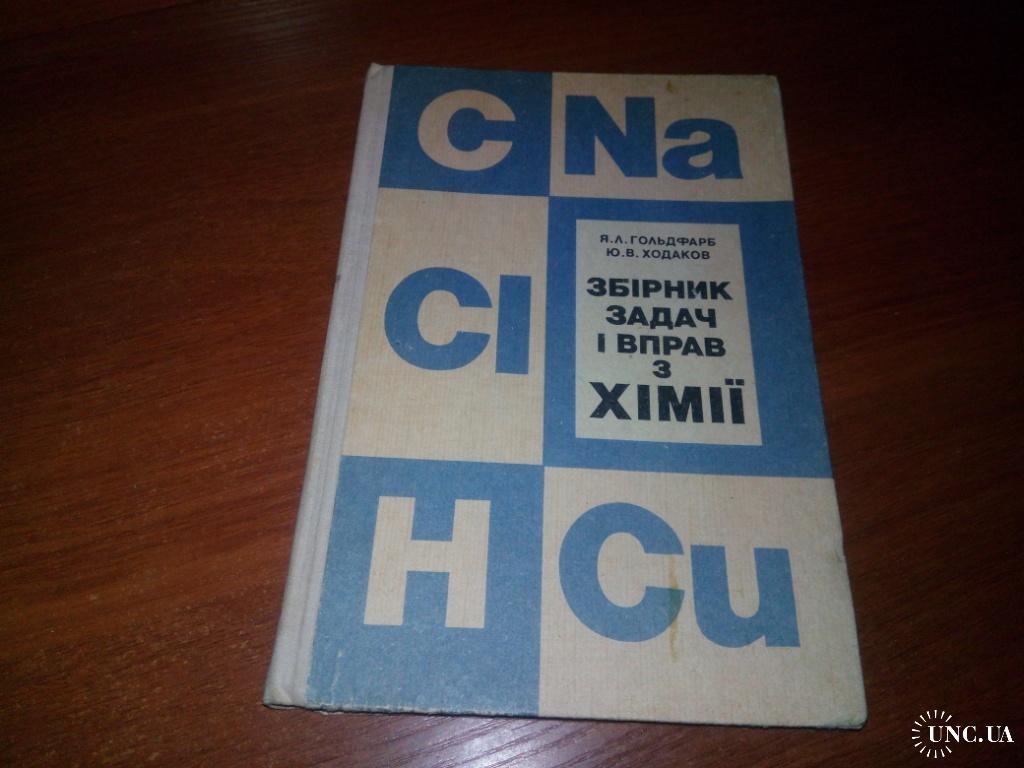 C Na
Я.Л. ГОЛЬДФАРБ
Ю.В. ХОДАКОВ
ЗБІРНИК
ЗАДАЧ
І ВПРАВ
З
ХІМІЇ
Cl
H Cu
UNC.UA